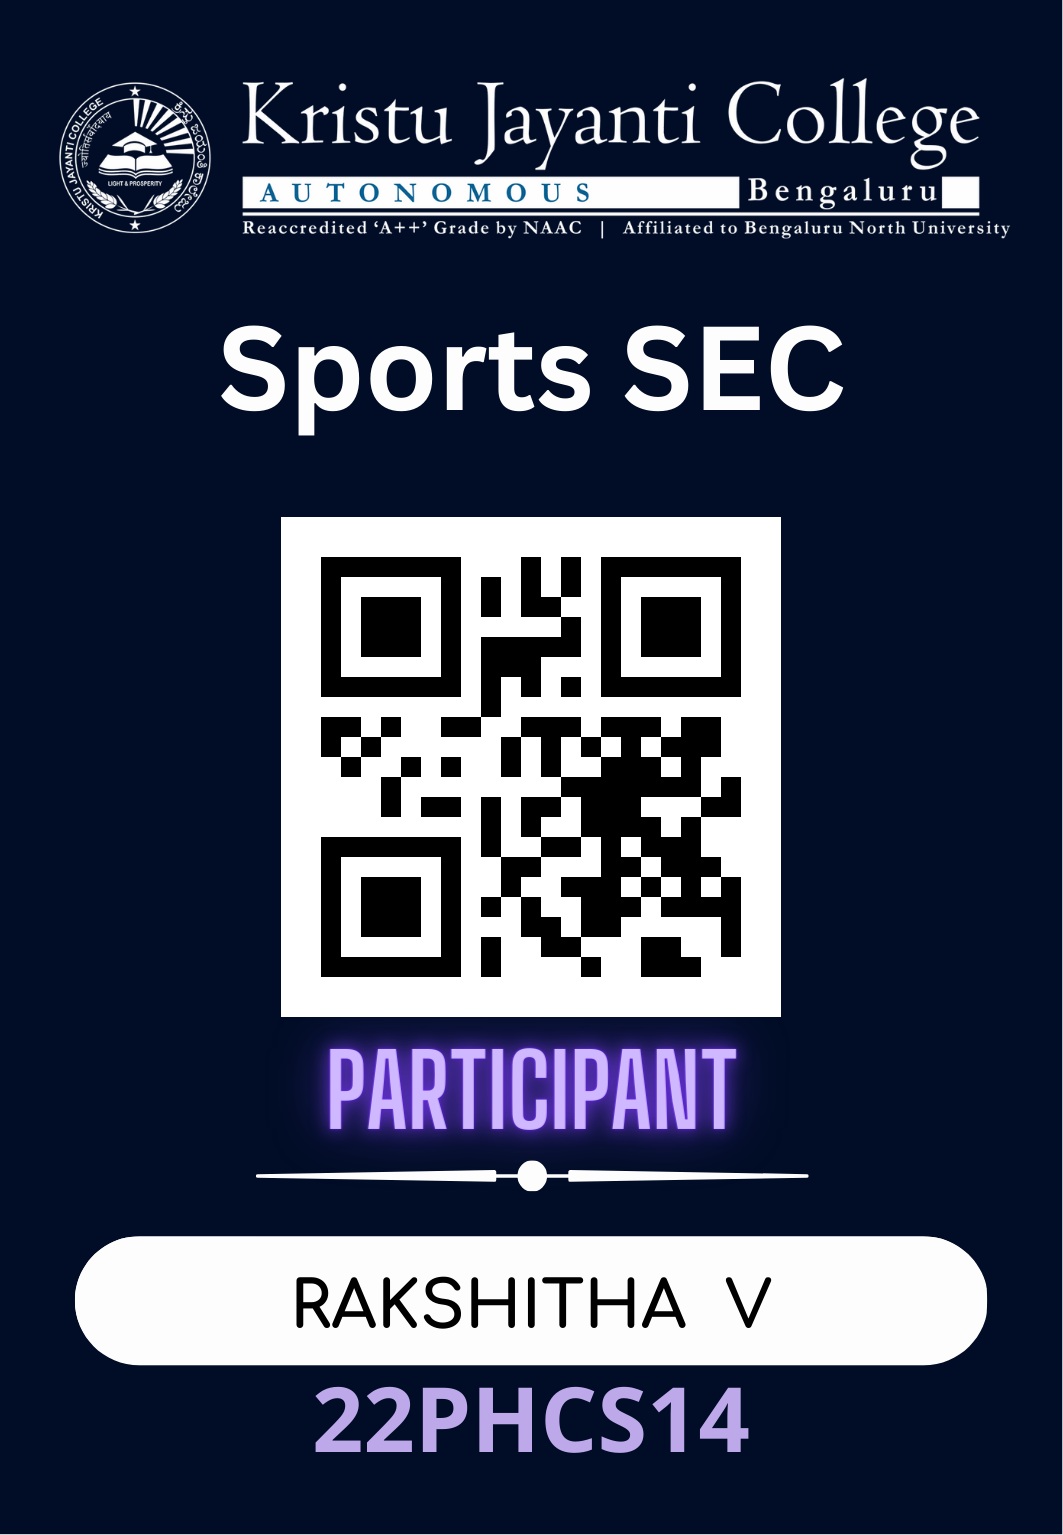 KRISTU JAYANTI COLLEGE
ಕ್ರಿಸ್ತು ಜಯಂತಿ ಕಾಲೇಜು
LIGHT & PROSPERITY
Kristu Jayanti College
AUTONOMOUS Bengaluru
Reaccredited ‘A++’ Grade by NAAC | Affiliated to Bengaluru North University
Sports SEC
PARTICIPANT
RAKSHITHA V
22PHCS14